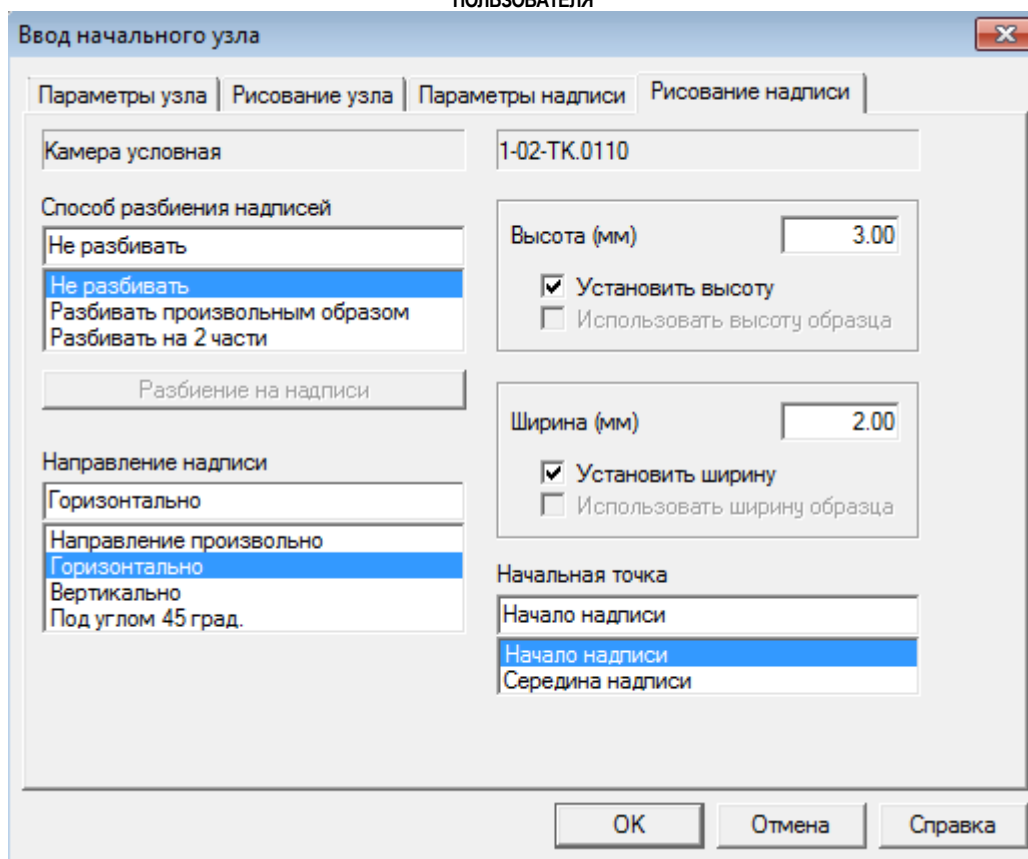 ПОЛЬЗОВАТЕЛЯ
Ввод начального узла
Параметры узла Рисование узла Параметры надписи Рисование надписи
Камера условная
1-02-ТК.0110
Способ разбиения надписей
Не разбивать
Не разбивать
Разбивать произвольным образом
Разбивать на 2 части
Разбиение на надписи
Направление надписи
Горизонтально
Направление произвольно
Горизонтально
Вертикально
Под углом 45 град.
Высота (мм) 3.00
Установить высоту
Использовать высоту образца
Ширина (мм) 2.00
Установить ширину
Использовать ширину образца
Начальная точка
Начало надписи
Начало надписи
Середина надписи
OK Отмена Справка